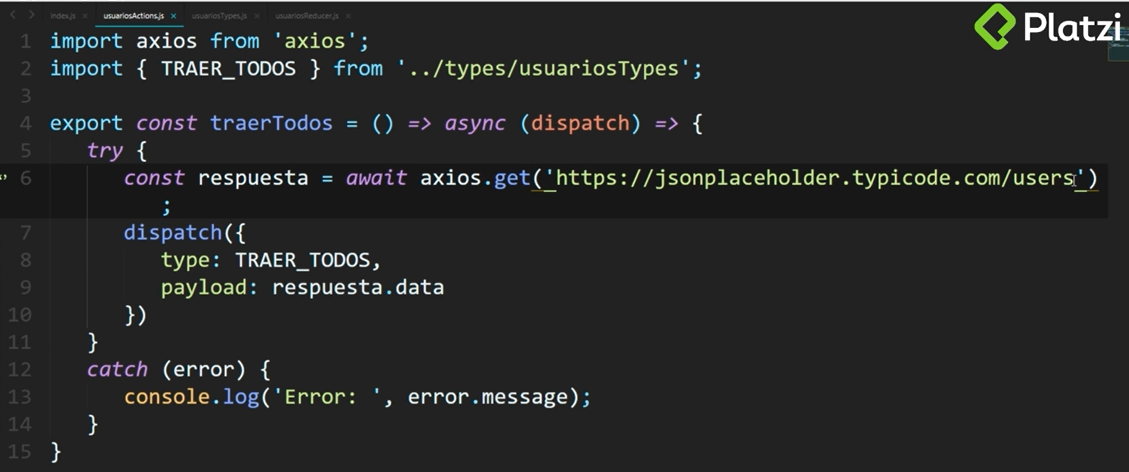 index.js × usuariosActions.js × usuariosTypes.js × usuariosReducer.js ×
Platzi
1 import axios from 'axios';
2 import { TRAER_TODOS } from '../types/usuariosTypes';
3
4 export const traerTodos = () => async (dispatch) => {
5 try {
6 const respuesta = await axios.get('https://jsonplaceholder.typicode.com/users')
;
7 dispatch({
8 type: TRAER_TODOS,
9 payload: respuesta.data
10 })
11 }
12 catch (error) {
13 console.log('Error: ', error.message);
14 }
15 }